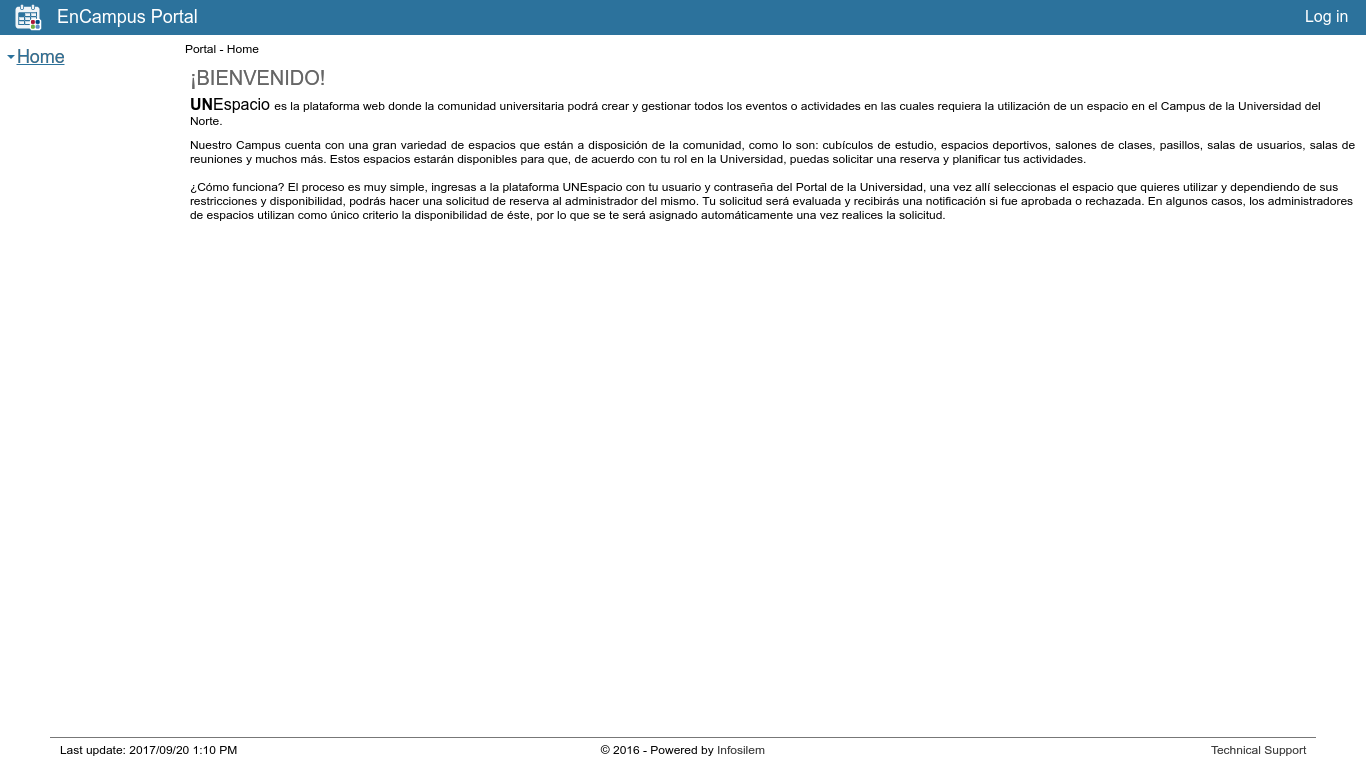 EnCampus Portal
Log in
Home
Portal - Home
¡BIENVENIDO!
UNEspacio es la plataforma web donde la comunidad universitaria podrá crear y gestionar todos los eventos o actividades en las cuales requiera la utilización de un espacio en el Campus de la Universidad del
Norte.
Nuestro Campus cuenta con una gran variedad de espacios que están a disposición de la comunidad, como lo son: cubículos de estudio, espacios deportivos, salones de clases, pasillos, salas de usuarios, salas de
reuniones y muchos más. Estos espacios estarán disponibles para que, de acuerdo con tu rol en la Universidad, puedas solicitar una reserva y planificar tus actividades.
¿Cómo funciona? El proceso es muy simple, ingresas a la plataforma UNEspacio con tu usuario y contraseña del Portal de la Universidad, una vez allí seleccionas el espacio que quieres utilizar y dependiendo de sus
restricciones y disponibilidad, podrás hacer una solicitud de reserva al administrador del mismo. Tu solicitud será evaluada y recibirás una notificación si fue aprobada o rechazada. En algunos casos, los administradores
de espacios utilizan como único criterio la disponibilidad de éste, por lo que se te será asignado automáticamente una vez realices la solicitud.
Last update: 2017/09/20 1:10 PM
© 2016 - Powered by Infosilem
Technical Support